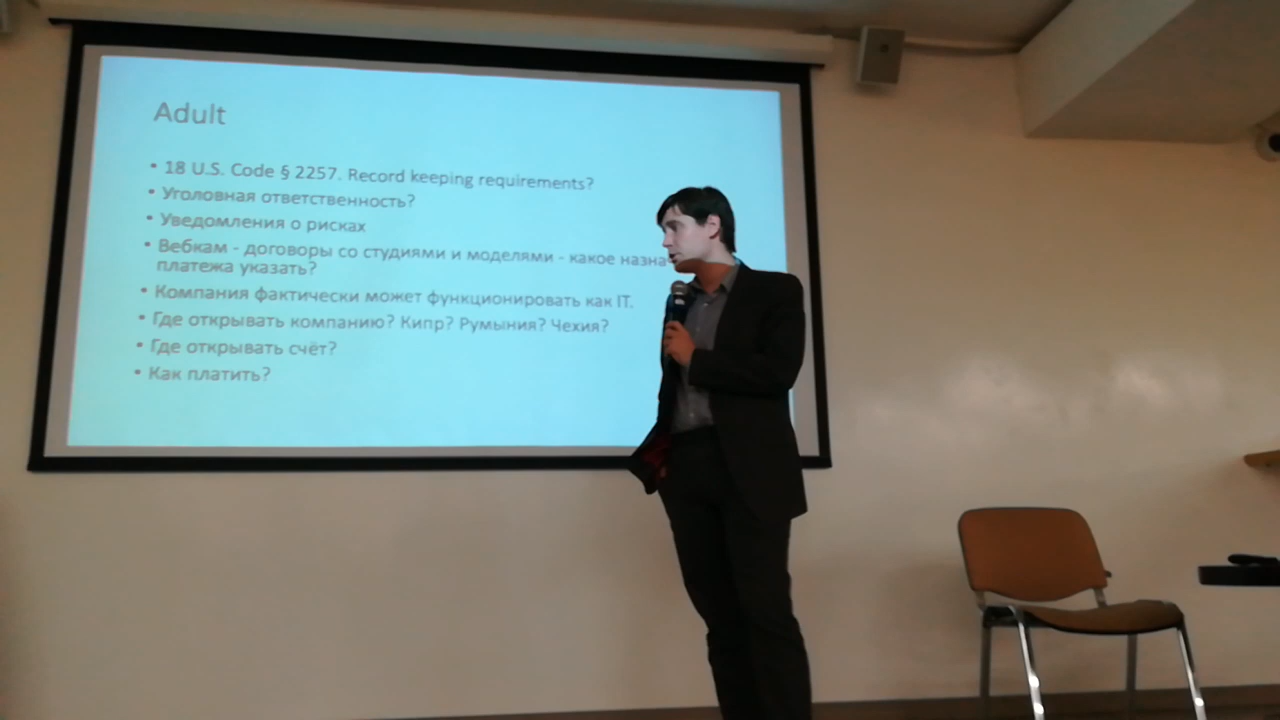 Adult
• 18 U.S. Code § 2257. Record keeping requirements?
• Уголовная ответственность?
• Уведомления о рисках
• Вебкам - договоры со студиями и моделями - какое
платежа указать?
• Компания фактически может функционировать как IT.
• Где открывать компанию? Кипр? Румыния? Чехия?
• Где открывать счёт?
• Как платить?